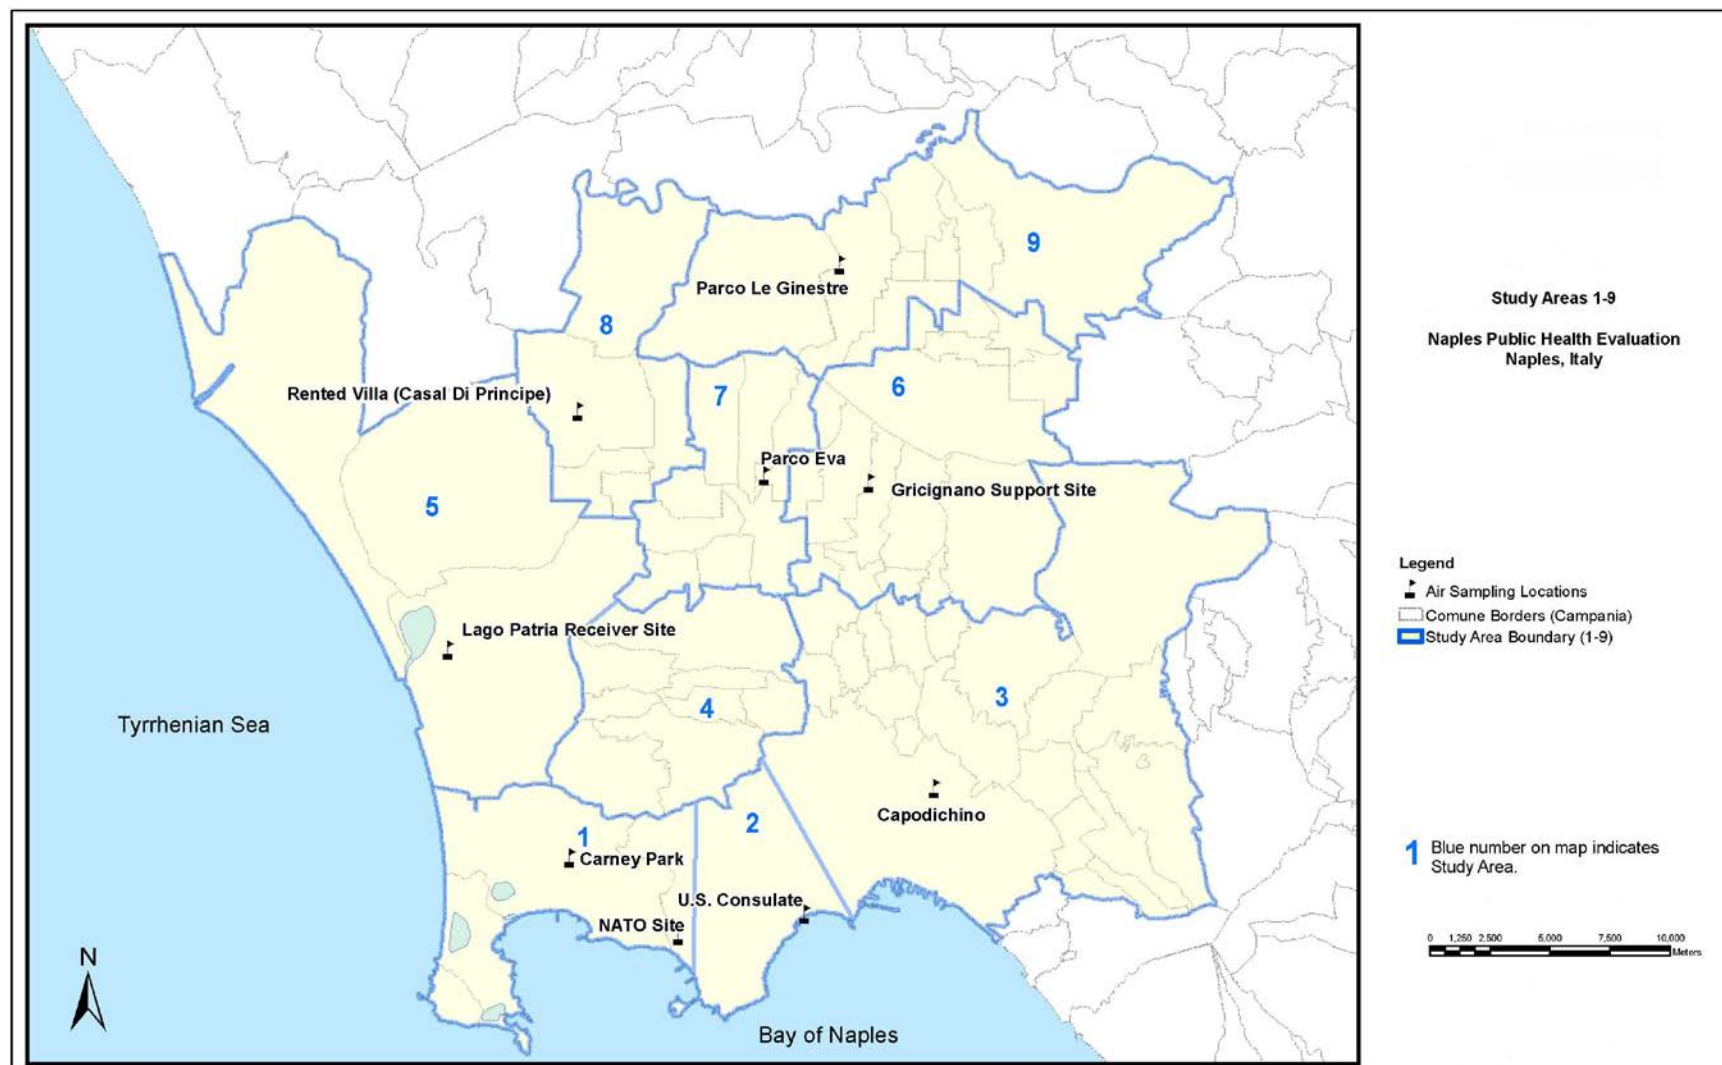 9
Parco Le Ginestre
8
Rented Villa (Casal Di Principe)
7
6
Parco Eva
Gricignano Support Site
5
Lago Patria Receiver Site
4
3
Tyrrhenian Sea
Capodichino
2
1
Carney Park
U.S. Consulate
NATO Site
N
Bay of Naples
Study Areas 1-9
Naples Public Health Evaluation
Naples, Italy
Legend
Air Sampling Locations
Comune Borders (Campania)
Study Area Boundary (1-9)
1 Blue number on map indicates
Study Area.
0 1,250 2,500 5,000 7,500 10,000
Meters